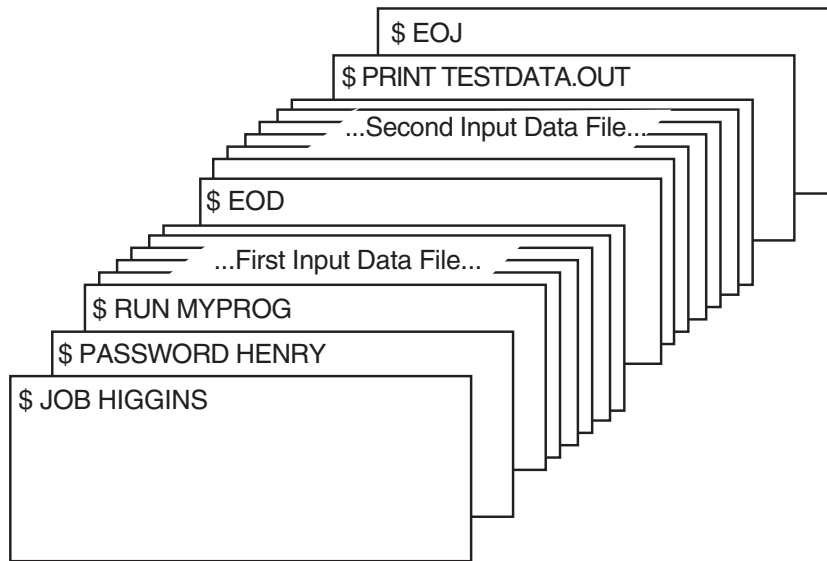 $ EOJ
$ PRINT TESTDATA.OUT
...Second Input Data File...
$ EOD
...First Input Data File...
$ RUN MYPROG
$ PASSWORD HENRY
$ JOB HIGGINS